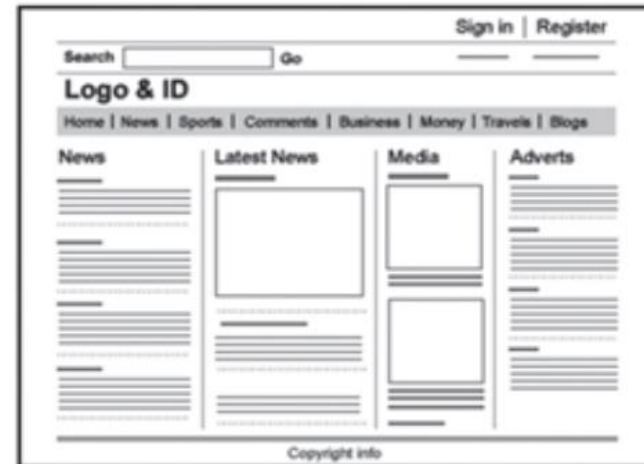 Sign in | Register
Search Go
Logo & ID
Home | News | Sports | Comments | Business | Money | Travels | Blogs
News
Latest News
Media
Adverts
Copyright info